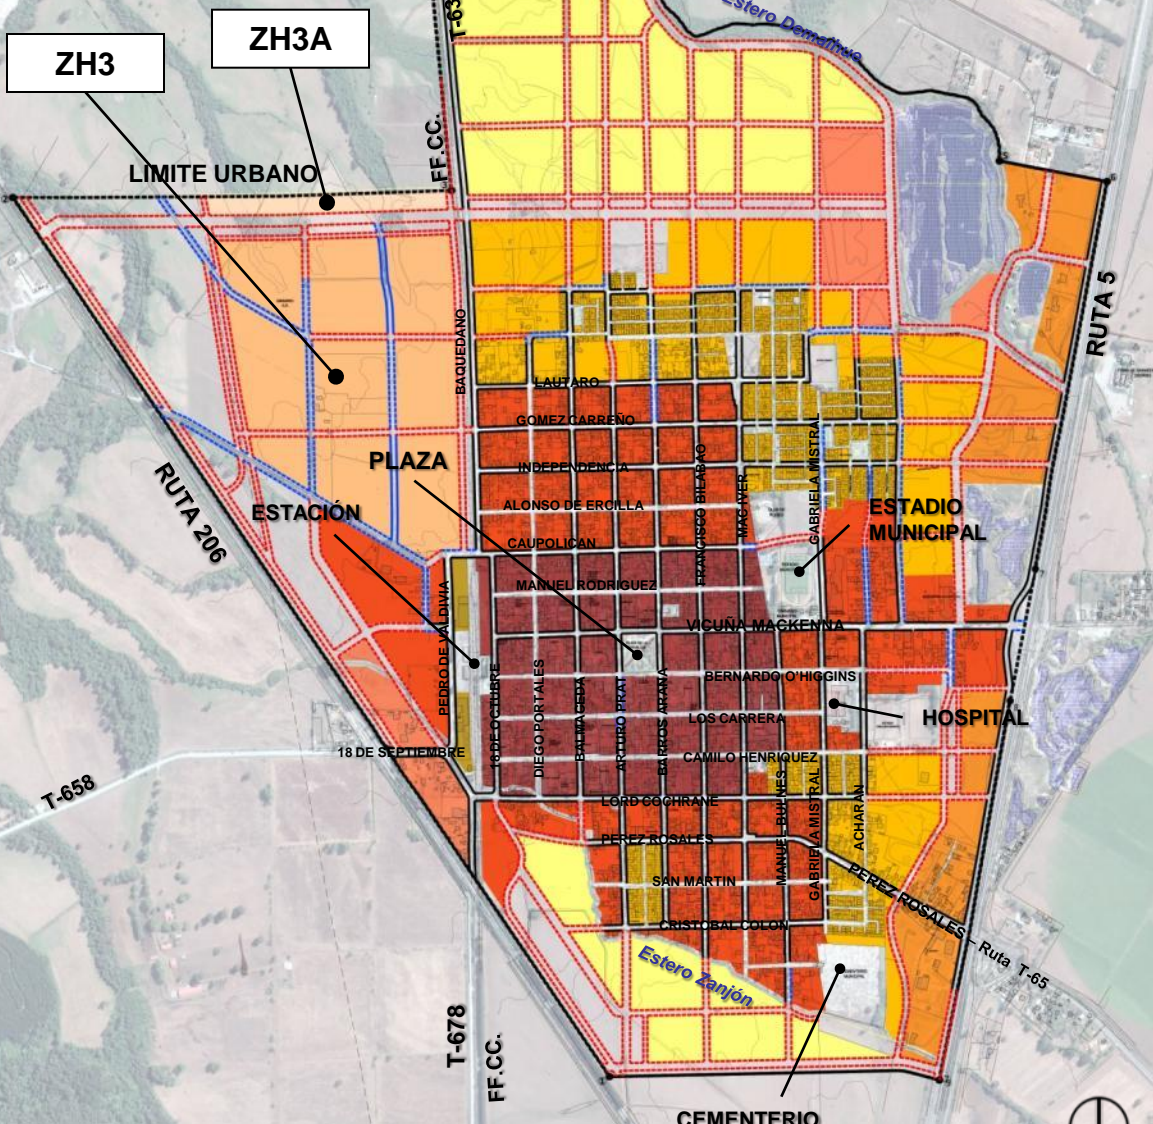 T-63
Estero Demaihue
ZH3A
ZH3
FF.CC.
LIMITE URBANO
RUTA 5
BAQUEDANO
LAUTARO
GOMEZ CARREÑO
GABRIELA MISTRAL
PLAZA
FRANCISCO BILBAO
INDEPENDENCIA
MAC AVER
RUTA 206
ESTACIÓN
ALONSO DE ERCILLA
ESTADIO
MUNICIPAL
CAUPOLICAN
MANUEL RODRIGUEZ
PEDRO DE VALDIVIA
VICUÑA MACKENNA
BERNARDO O'HIGGINS
18 DE OCTUBRE
DIEGO PORTALES
BALMACEDA
ARTURO PRAT
BARROS ARANA
LOS CARRERA
HOSPITAL
18 DE SEPTIEMBRE
CAMILO HENRIQUEZ
T-658
LORD COCHRANE
MANUEL BULNES
GABRIELA MISTRAL
ACHARAN
PEREZ ROSALES
SAN MARTIN
PEREZ ROSALES – Ruta T-65
CRISTOBAL COLON
Estero Zanjón
T-678
FF.CC.
CEMENTERIO